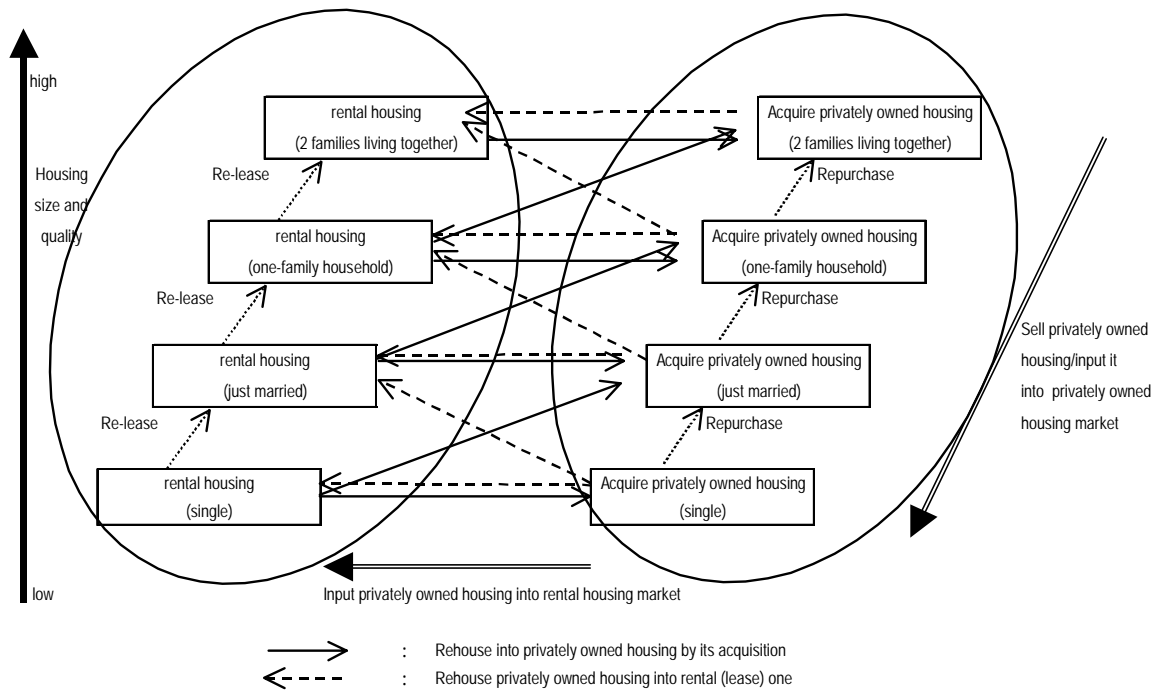 high
rental housing
(2 families living together)
Acquire privately owned housing
(2 families living together)
Housing
size and
quality
Re-lease
Repurchase
rental housing
(one-family household)
Acquire privately owned housing
(one-family household)
Re-lease
Repurchase
Sell privately owned
housing/input it
into privately owned
housing market
rental housing
(just married)
Acquire privately owned housing
(just married)
Re-lease
Repurchase
rental housing
(single)
Acquire privately owned housing
(single)
low
Input privately owned housing into rental housing market
: Rehouse into privately owned housing by its acquisition
: Rehouse privately owned housing into rental (lease) one